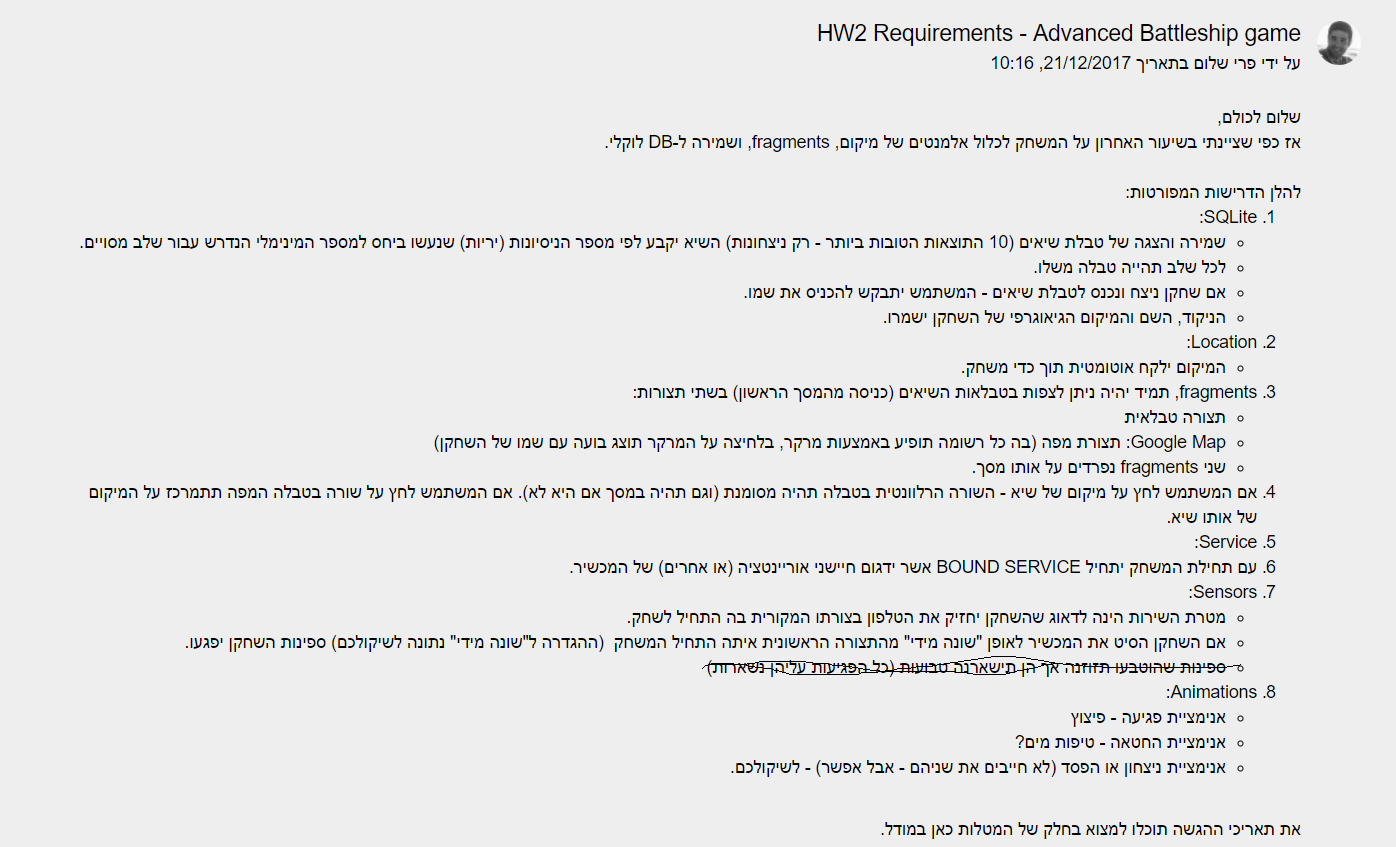 HW2 Requirements - Advanced Battleship game
על ידי פרי שלום בתאריך 21/12/2017, 10:16
שלום לכולם,
אז כפי שציינתי בשיעור האחרון על המשחק לכלול אלמנטים של מיקום, fragments, ושמירה ל-DB לוקלי.
להלן הדרישות המפורטות:
1. SQLite:
○ שמירה והצגה של טבלת שיאים (10 התוצאות הטובות ביותר - רק ניצחונות) השיא יקבע לפי מספר הניסיונות (יריות) שנעשו ביחס למספר המינימלי הנדרש עבור שלב מסויים.
○ לכל שלב תהייה טבלה משלו.
○ אם שחקן ניצח ונכנס לטבלת שיאים - המשתמש יתבקש להכניס את שמו.
○ הניקוד, השם והמיקום הגיאוגרפי של השחקן ישמרו.
2. Location:
○ המיקום ילקח אוטומטית תוך כדי משחק.
3. fragments, תמיד יהיה ניתן לצפות בטבלאות השיאים (כניסה מהמסך הראשון) בשתי תצורות:
○ תצורה טבלאית
○ Google Map: תצורת מפה (בה כל רשומה תופיע באמצעות מרקר, בלחיצה על המרקר תוצג בועה עם שמו של השחקן)
○ שני fragments נפרדים על אותו מסך.
4. אם המשתמש לחץ על מיקום של שיא - השורה הרלוונטית בטבלה תהיה מסומנת (וגם תהיה במסך אם היא לא). אם המשתמש לחץ על שורה בטבלה המפה תתמרכז על המיקום
של אותו שיא.
5. Service:
6. עם תחילת המשחק יתחיל BOUND SERVICE אשר ידגום חיישני אוריינטציה (או אחרים) של המכשיר.
7. Sensors:
○ מטרת השירות הינה לדאוג שהשחקן יחזיק את הטלפון בצורתו המקורית בה התחיל לשחק.
○ אם השחקן הסיט את המכשיר לאופן "שונה מידי" מהתצורה הראשונית איתה התחיל המשחק (ההגדרה ל"שונה מידי" נתונה לשיקולכם) ספינות השחקן יפגעו.
○ ספינות שהוטבעו תזוזנה אך הן תישארנה טבועות (כל הפגיעות עליהן נשארות)
8. Animations:
○ אנימציית פגיעה - פיצוץ
○ אנימציית החטאה - טיפות מים?
○ אנימציית ניצחון או הפסד (לא חייבים את שניהם - אבל אפשר) - לשיקולכם.
את תאריכי ההגשה תוכלו למצוא בחלק של המטלות כאן במודל.